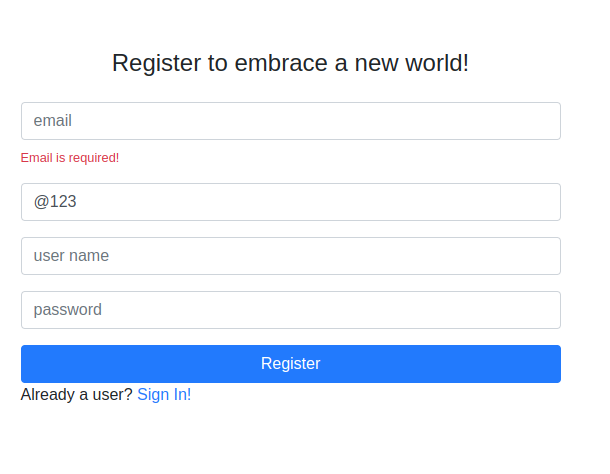 Register to embrace a new world!
email
Email is required!
@123
user name
password
Register
Already a user? Sign In!